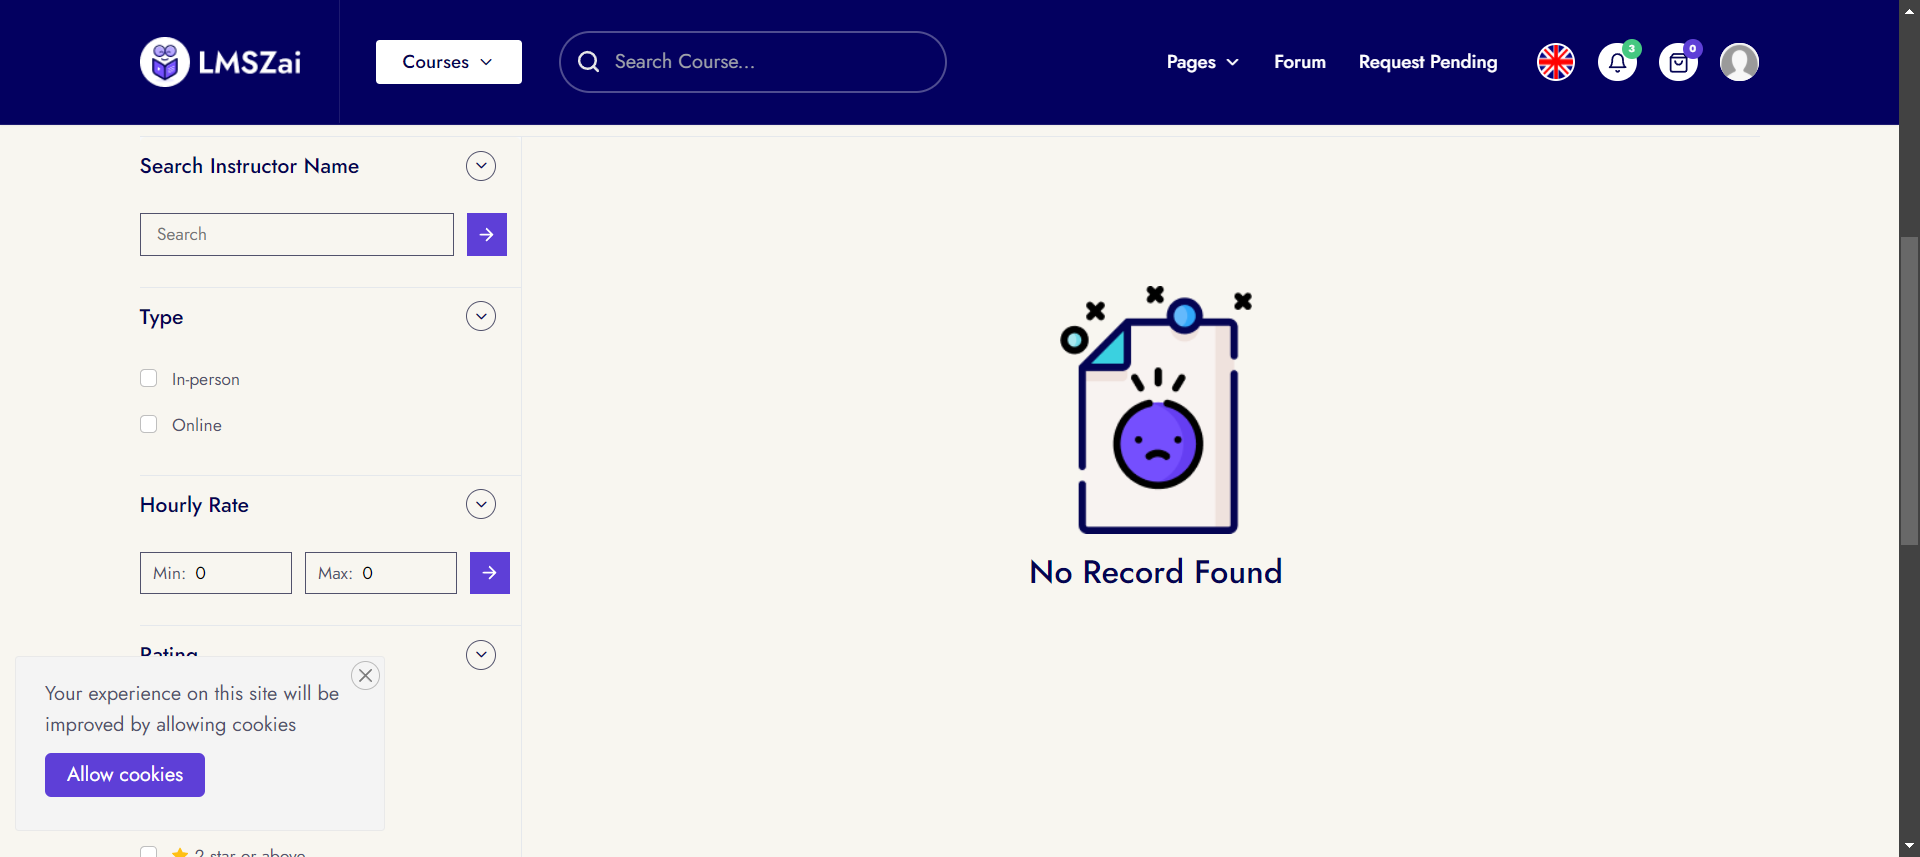 LMSZai
Courses
Search Course...
Pages
Forum
Request Pending
3
0
Search Instructor Name
Search
Type
In-person
Online
Hourly Rate
Min: 0
Max: 0
Rating
No Record Found
Your experience on this site will be
improved by allowing cookies
Allow cookies
2 star or above